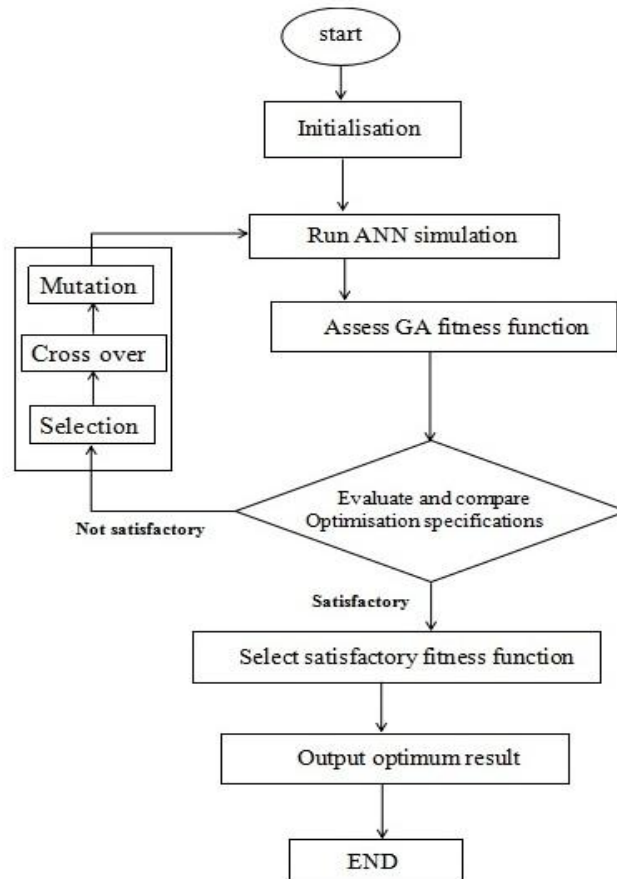 start
Initialisation
Run ANN simulation
Mutation
Assess GA fitness function
Cross over
Selection
Evaluate and compare
Optimisation specifications
Not satisfactory
Satisfactory
Select satisfactory fitness function
Output optimum result
END